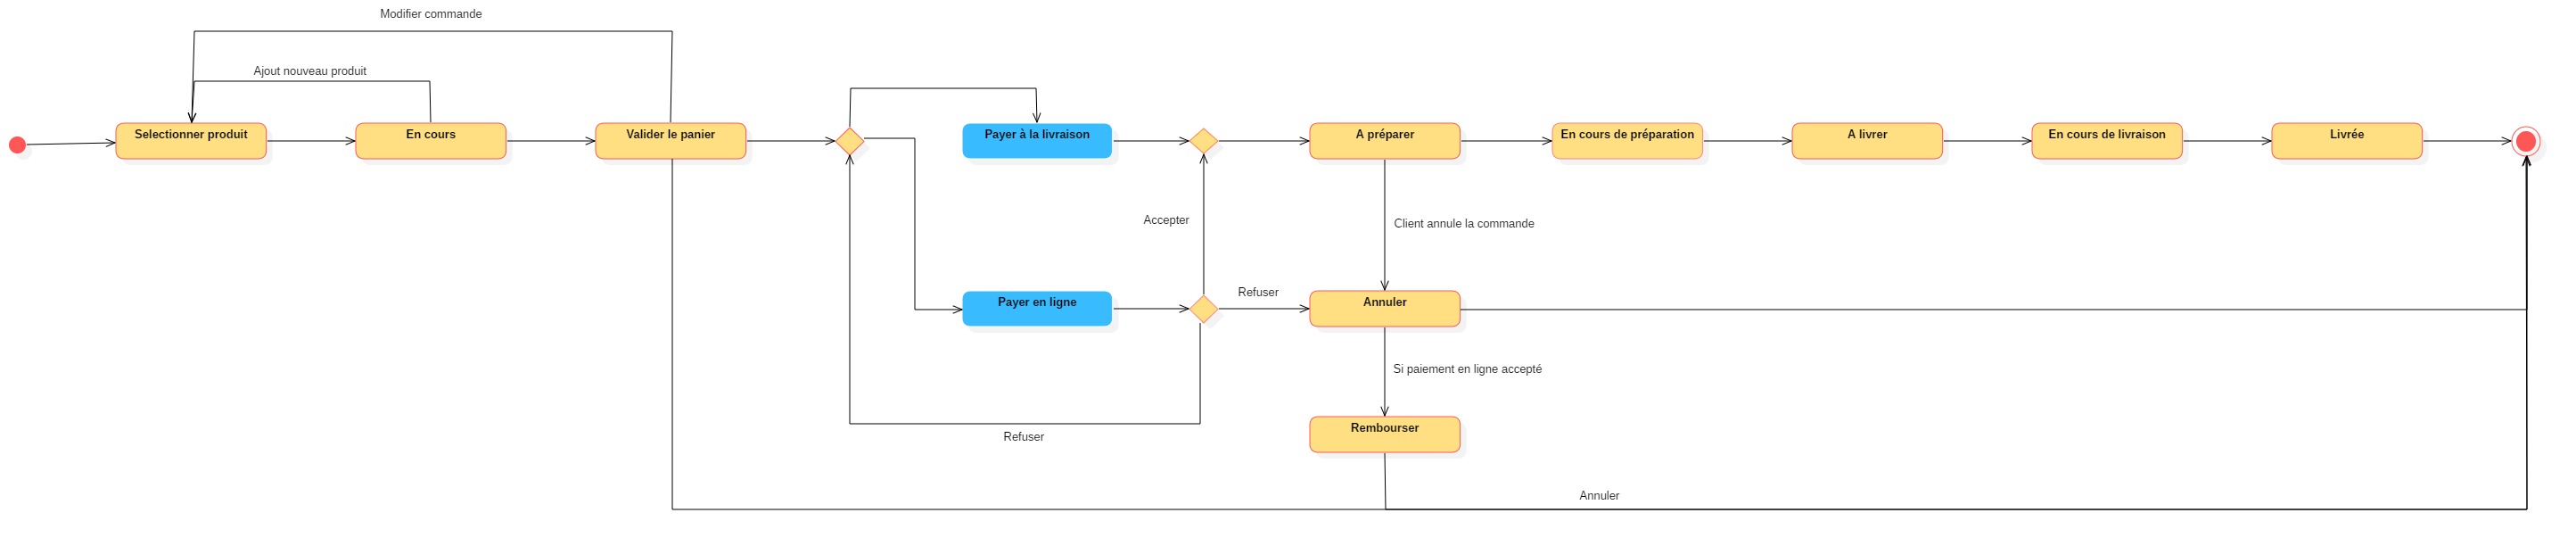 Modifier commande
Ajout nouveau produit
Selectionner produit
En cours
Valider le panier
Payer à la livraison
A préparer
En cours de préparation
A livrer
En cours de livraison
Livrée
Accepter
Client annule la commande
Payer en ligne
Refuser
Annuler
Si paiement en ligne accepté
Refuser
Rembourser
Annuler